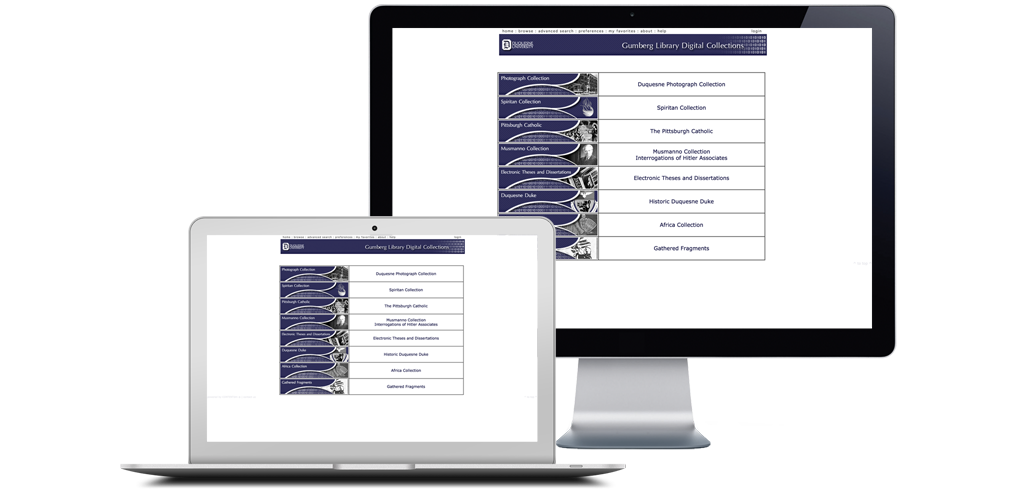 home : browse : advanced search : preferences : my favorites : about : help
login
DUQUESNE
UNIVERSITY
Gumberg Library Digital Collections
Photograph Collection
Duquesne Photograph Collection
Spiritan Collection
Spiritan Collection
Pittsburgh Catholic
The Pittsburgh Catholic
Musmanno Collection
Musmanno Collection
Interrogations of Hitler Associates
Electronic Theses and Dissertations
Electronic Theses and Dissertations
Duquesne Duke
Historic Duquesne Duke
Africa Collection
Gathered Fragments
home : browse : advanced search : preferences : my favorites : about : help
login
Gumberg Library Digital Collections
Photograph Collection
Duquesne Photograph Collection
Spiritan Collection
Spiritan Collection
Pittsburgh Catholic
The Pittsburgh Catholic
Musmanno Collection
Musmanno Collection
Interrogations of Hitler Associates
Electronic Theses and Dissertations
Electronic Theses and Dissertations
Duquesne Duke
Historic Duquesne Duke
Africa Collection
Africa Collection
Gathered Fragments
Gathered Fragments